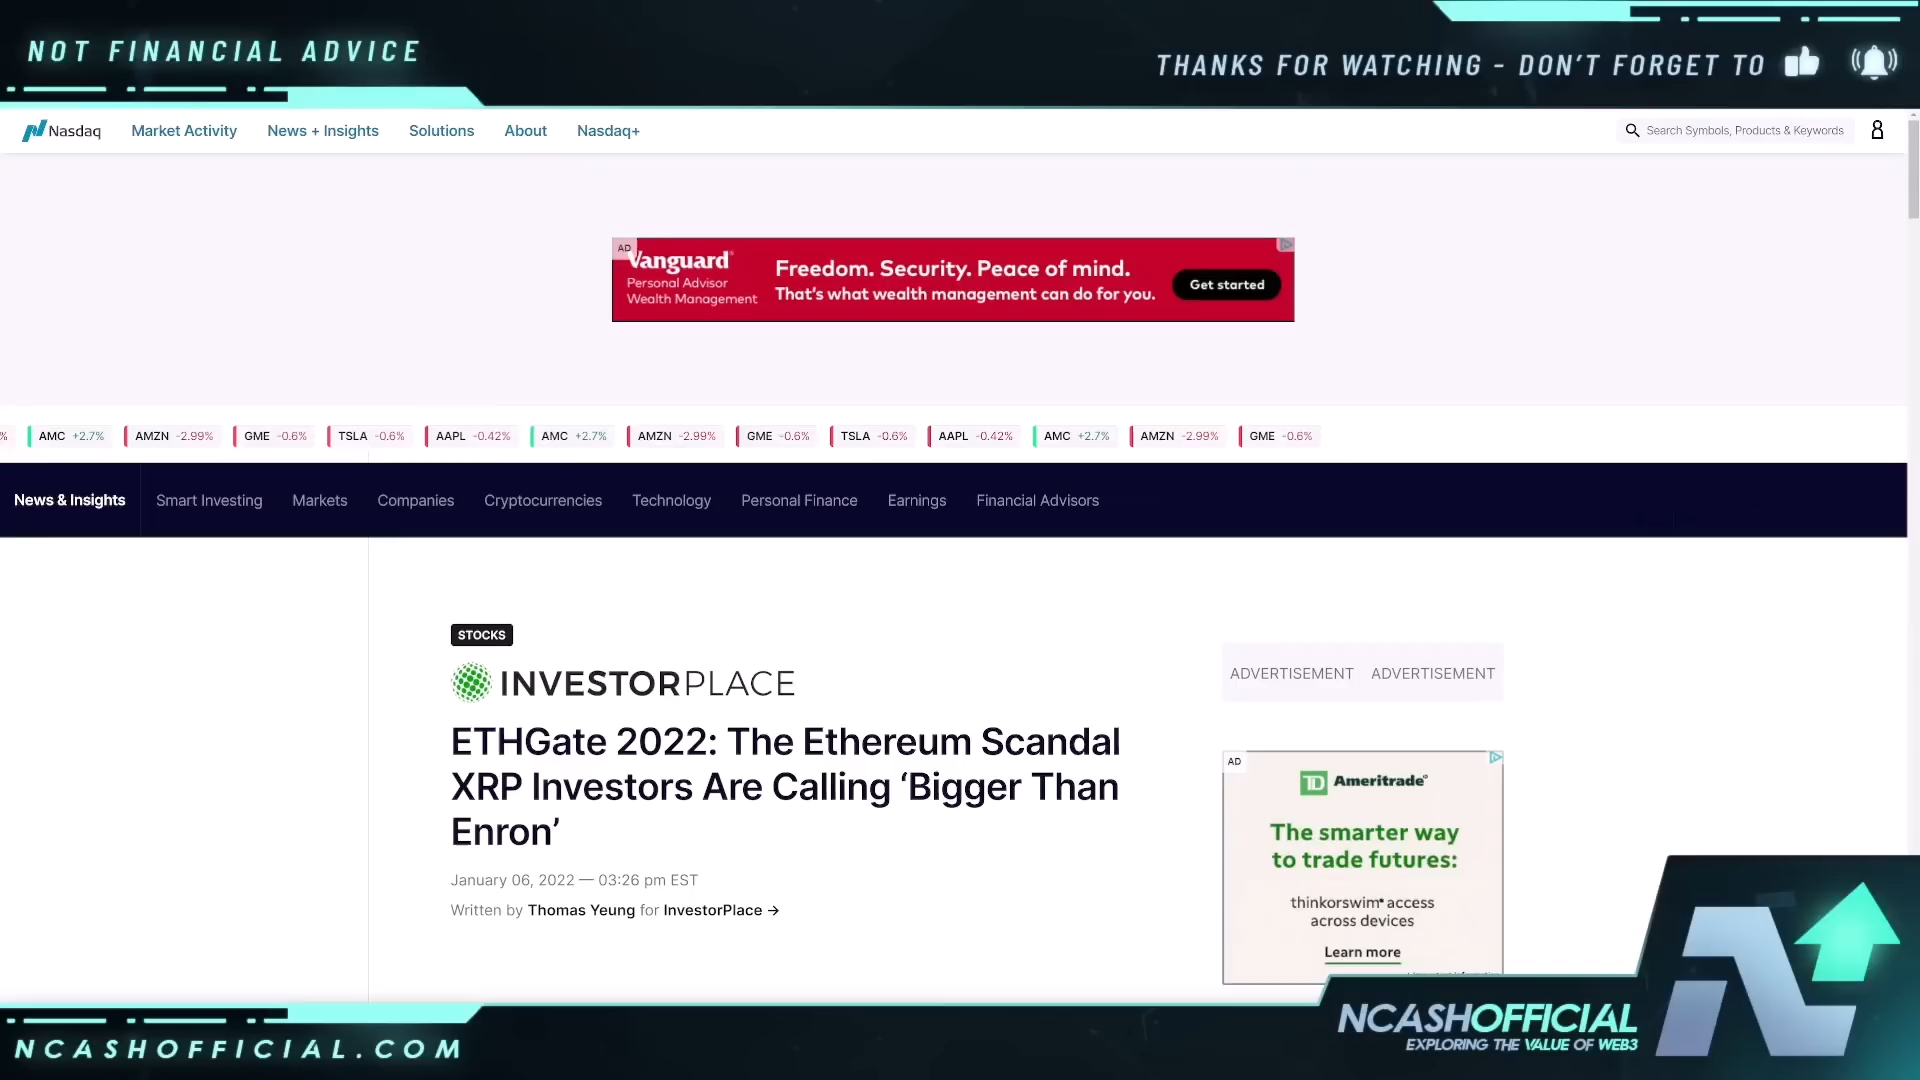 NOT FINANCIAL ADVICE
THANKS FOR WATCHING - DON'T FORGET TO
Nasdaq Market Activity News + Insights Solutions About Nasdaq+ Search Symbols, Products & Keywords
AD
Vanguard
Personal Advisor
Wealth Management
Freedom. Security. Peace of mind.
That's what wealth management can do for you.
Get started
% AMC +2.7% AMZN -2.99% GME -0.6% TSLA -0.6% AAPL -0.42% AMC +2.7% AMZN -2.99% GME -0.6% TSLA -0.6% AAPL -0.42% AMC +2.7% AMZN -2.99% GME -0.6%
News & Insights Smart Investing Markets Companies Cryptocurrencies Technology Personal Finance Earnings Financial Advisors
STOCKS
INVESTORPLACE
ETHGate 2022: The Ethereum Scandal
XRP Investors Are Calling ‘Bigger Than
Enron’
January 06, 2022 — 03:26 pm EST
Written by Thomas Yeung for InvestorPlace →
ADVERTISEMENT ADVERTISEMENT
AD
TD Ameritrade
The smarter way
to trade futures:
thinkorswim® access
across devices
Learn more
NCASHOFFICIAL.COM
NCASHOFFICIAL
EXPLORING THE VALUE OF WEB3